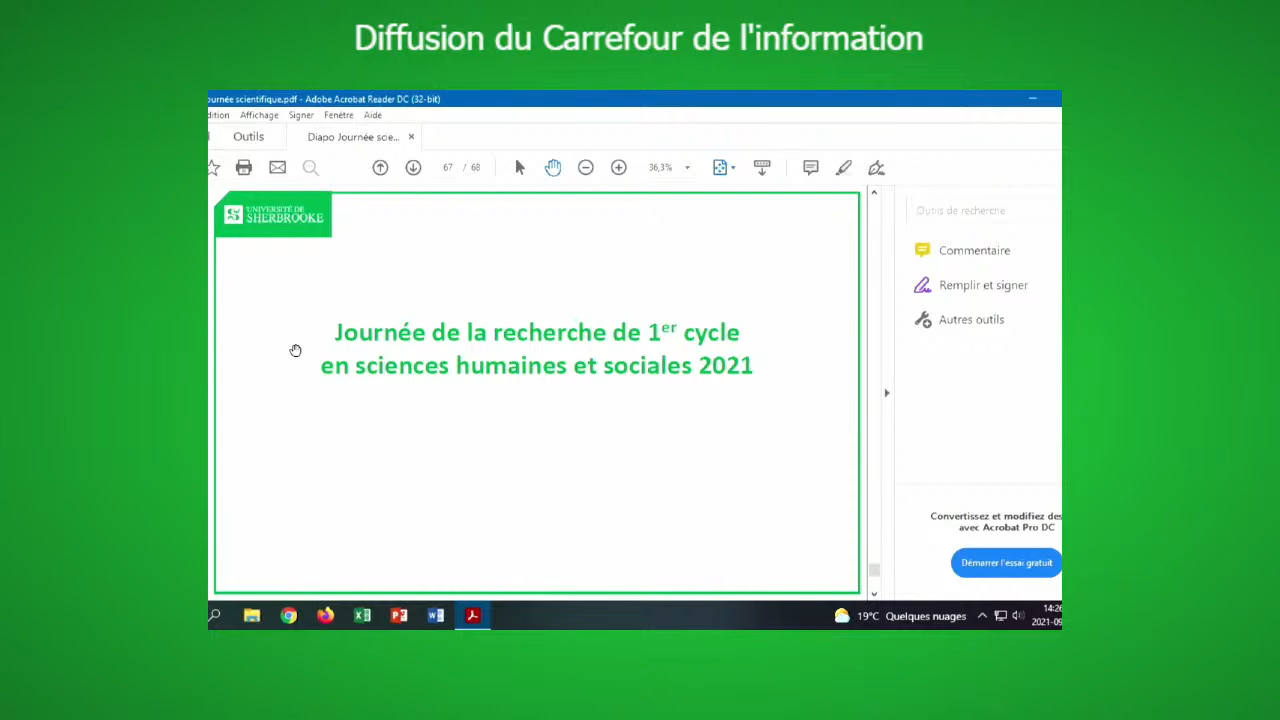 Diffusion du Carrefour de l'information
ournée scientifique.pdf - Adobe Acrobat Reader DC (32-bit)
dition Affichage Signer Fenêtre Aide
Outils Diapo Journée scie... ×
67 / 68 36,3%
UNIVERSITÉ DE
SHERBROOKE
Outils de recherche
Commentaire
Remplir et signer
Autres outils
Journée de la recherche de 1er cycle
en sciences humaines et sociales 2021
Convertissez et modifiez des
avec Acrobat Pro DC
Démarrer l'essai gratuit
19°C Quelques nuages
14:26
2021-09